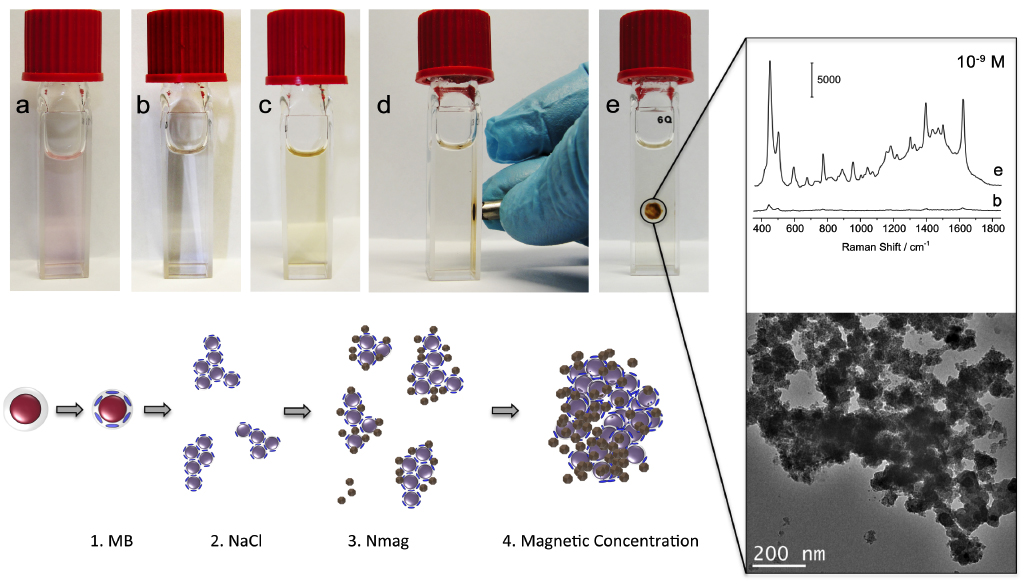 a
b
c
d
e
6Q
10⁻⁹ M
5000
e
b
400 600 800 1000 1200 1400 1600 1800
Raman Shift / cm⁻¹
1. MB
2. NaCl
3. Nmag
4. Magnetic Concentration
200 nm